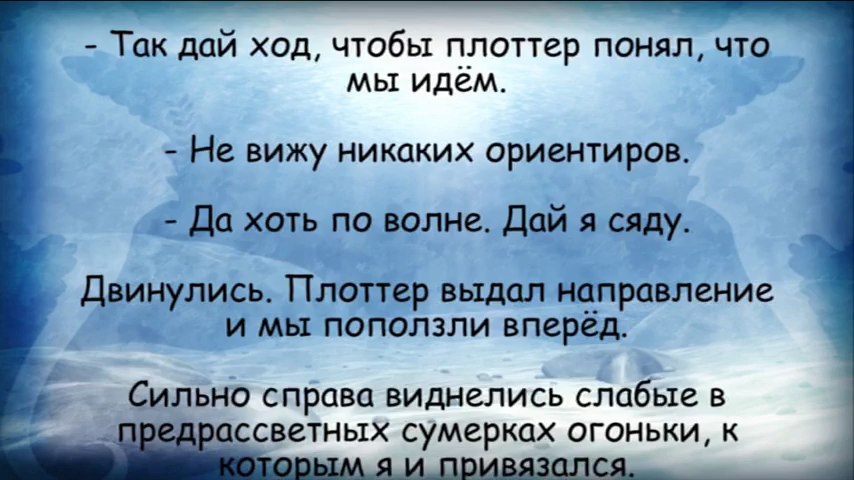 - Так дай ход, чтобы плоттер понял, что
мы идём.
- Не вижу никаких ориентиров.
- Да хоть по волне. Дай я сяду.
Двинулись. Плоттер выдал направление
и мы поползли вперёд.
Сильно справа виднелись слабые в
предрассветных сумерках огоньки, к
которым я и привязался.